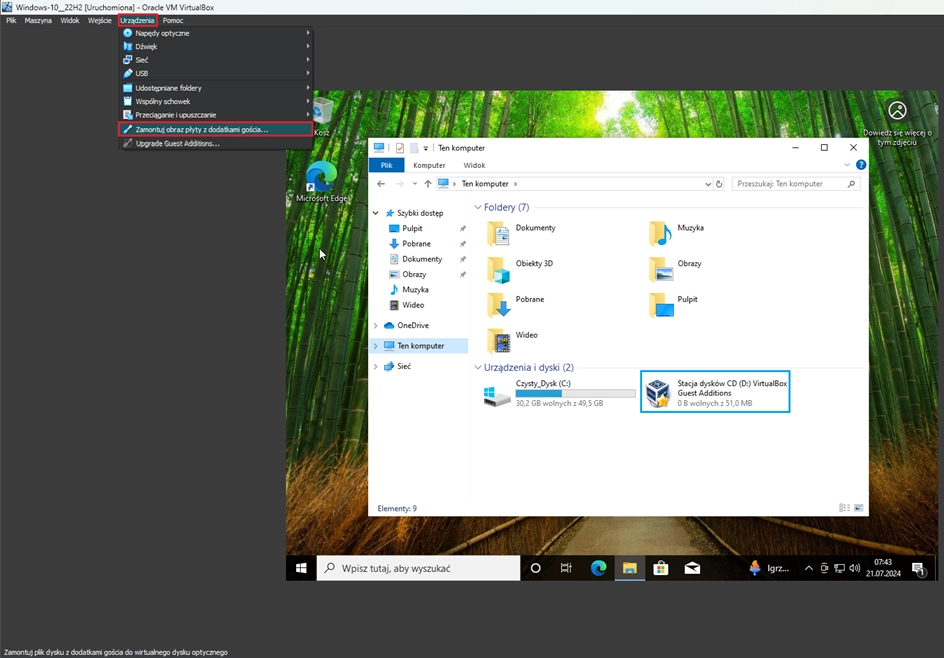 Windows-10__22H2 [Uruchomiona] - Oracle VM VirtualBox
Plik Maszyna Widok Wejście Urządzenia Pomoc
Napędy optyczne
Dźwięk
Sieć
USB
Udostępniane foldery
Wspólny schowek
Przeciąganie i upuszczanie
Zamontuj obraz płyty z dodatkami gościa...
Upgrade Guest Additions...
Kosz
Microsoft Edge
Dowiedz się więcej o
tym zdjęciu
Ten komputer
Plik Komputer Widok
Ten komputer
Przeszukaj: Ten komputer
Szybki dostęp
Pulpit
Pobrane
Dokumenty
Obrazy
Muzyka
Wideo
OneDrive
Ten komputer
Sieć
Foldery (7)
Dokumenty
Muzyka
Obiekty 3D
Obrazy
Pobrane
Pulpit
Wideo
Urządzenia i dyski (2)
Czysty_Dysk (C:)
30,2 GB wolnych z 49,5 GB
Stacja dysków CD (D:) VirtualBox
Guest Additions
0 B wolnych z 51,0 MB
Elementy: 9
Wpisz tutaj, aby wyszukać
Igrz...
07:43
21.07.2024
1
Zamontuj plik dysku z dodatkami gościa do wirtualnego dysku optycznego